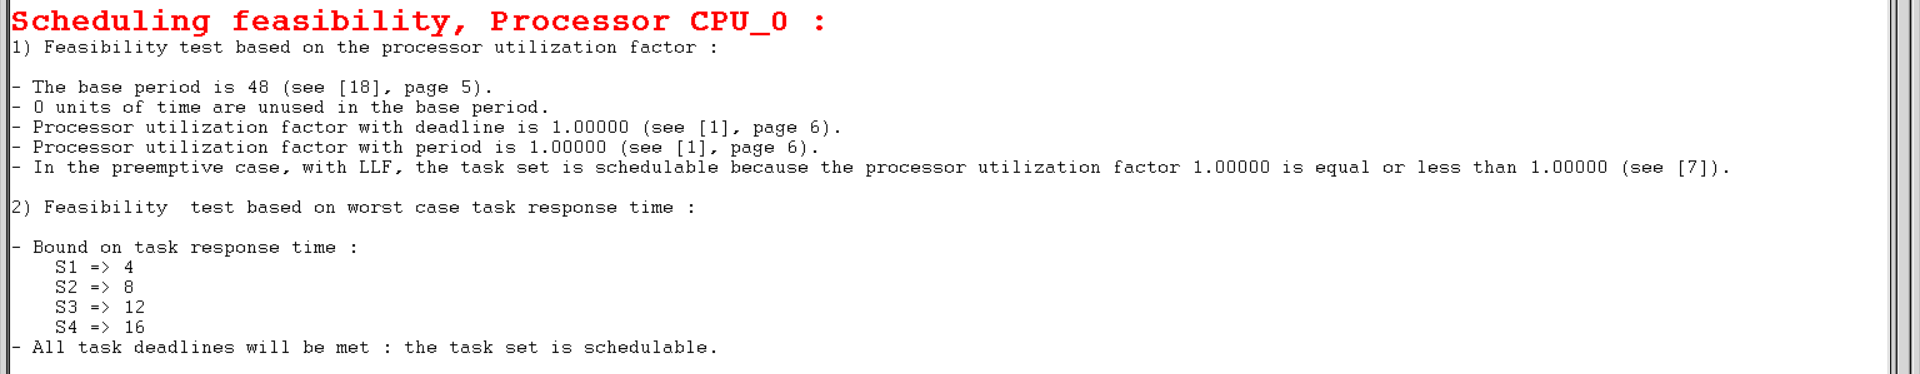 Scheduling feasibility, Processor CPU_0 :
1) Feasibility test based on the processor utilization factor :
- The base period is 48 (see [18], page 5).
- 0 units of time are unused in the base period.
- Processor utilization factor with deadline is 1.00000 (see [1], page 6).
- Processor utilization factor with period is 1.00000 (see [1], page 6).
- In the preemptive case, with LLF, the task set is schedulable because the processor utilization factor 1.00000 is equal or less than 1.00000 (see [7]).
2) Feasibility  test based on worst case task response time :
- Bound on task response time :
S1 => 4
S2 => 8
S3 => 12
S4 => 16
- All task deadlines will be met : the task set is schedulable.